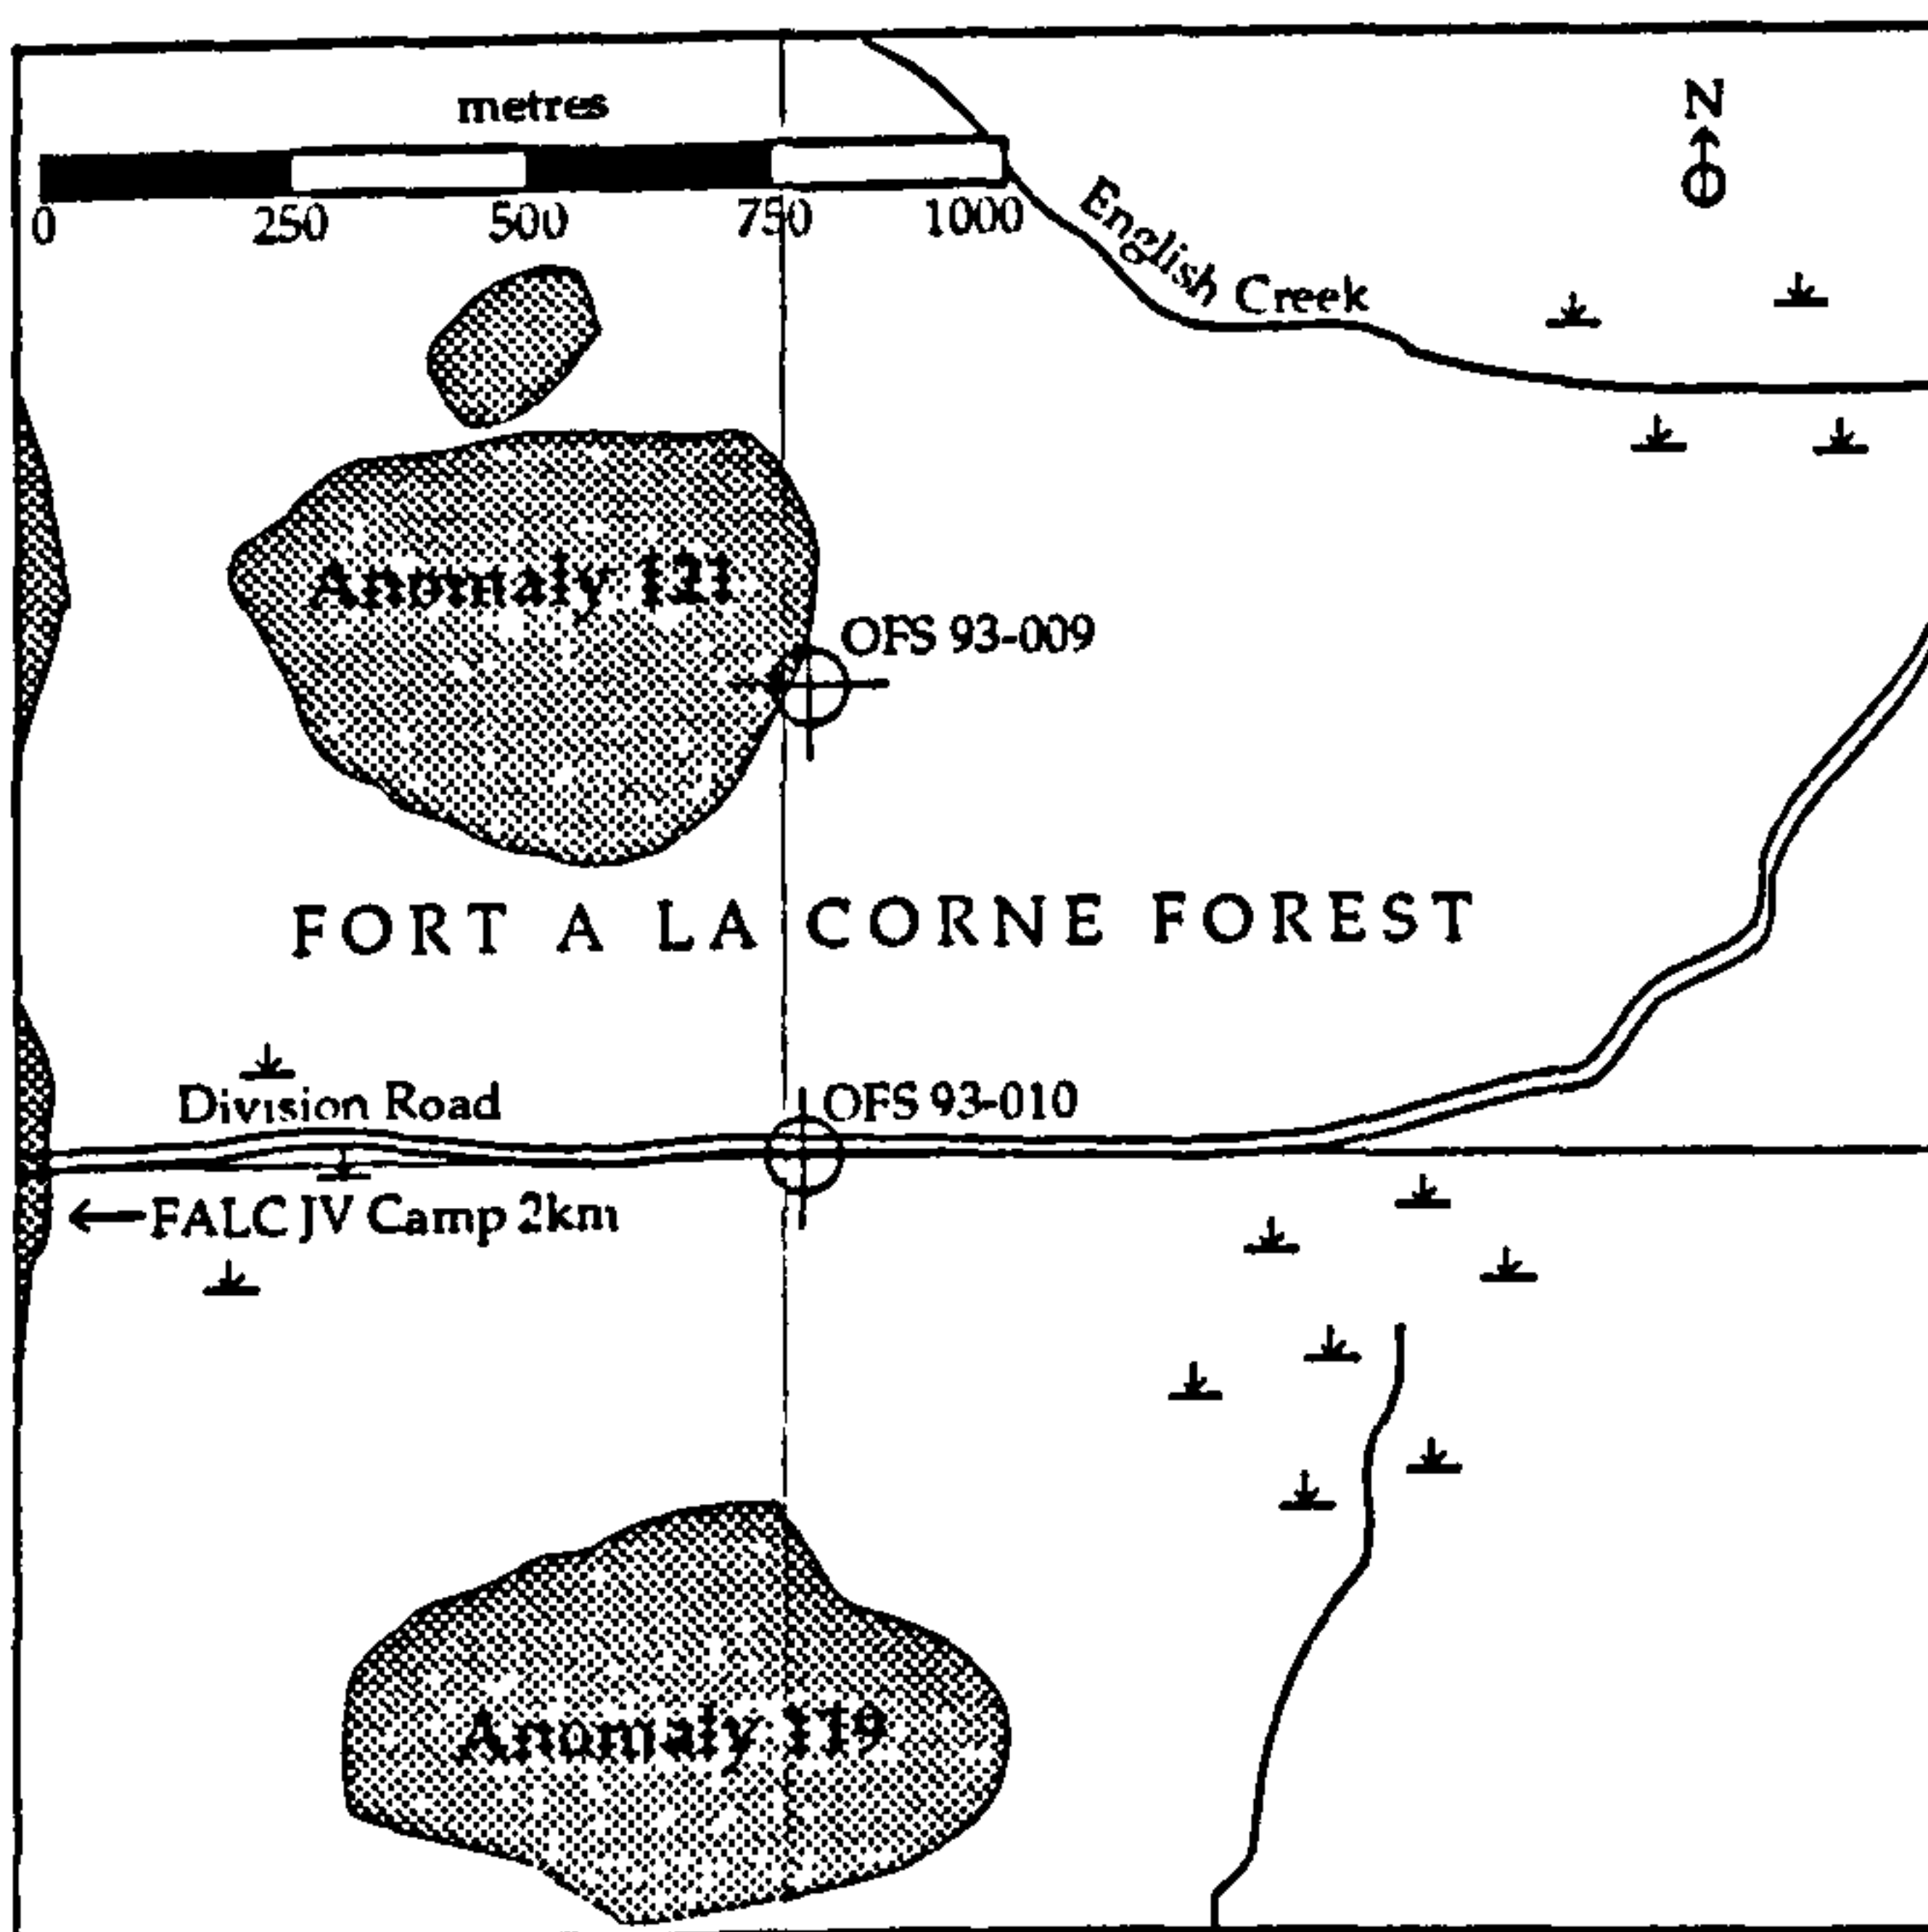 metres
0 250 500 750 1000
N
English Creek
Anomaly 121
OFS 93-009
FORT A LA CORNE FOREST
Division Road
OFS 93-010
←FALC JV Camp 2km
Anomaly 119